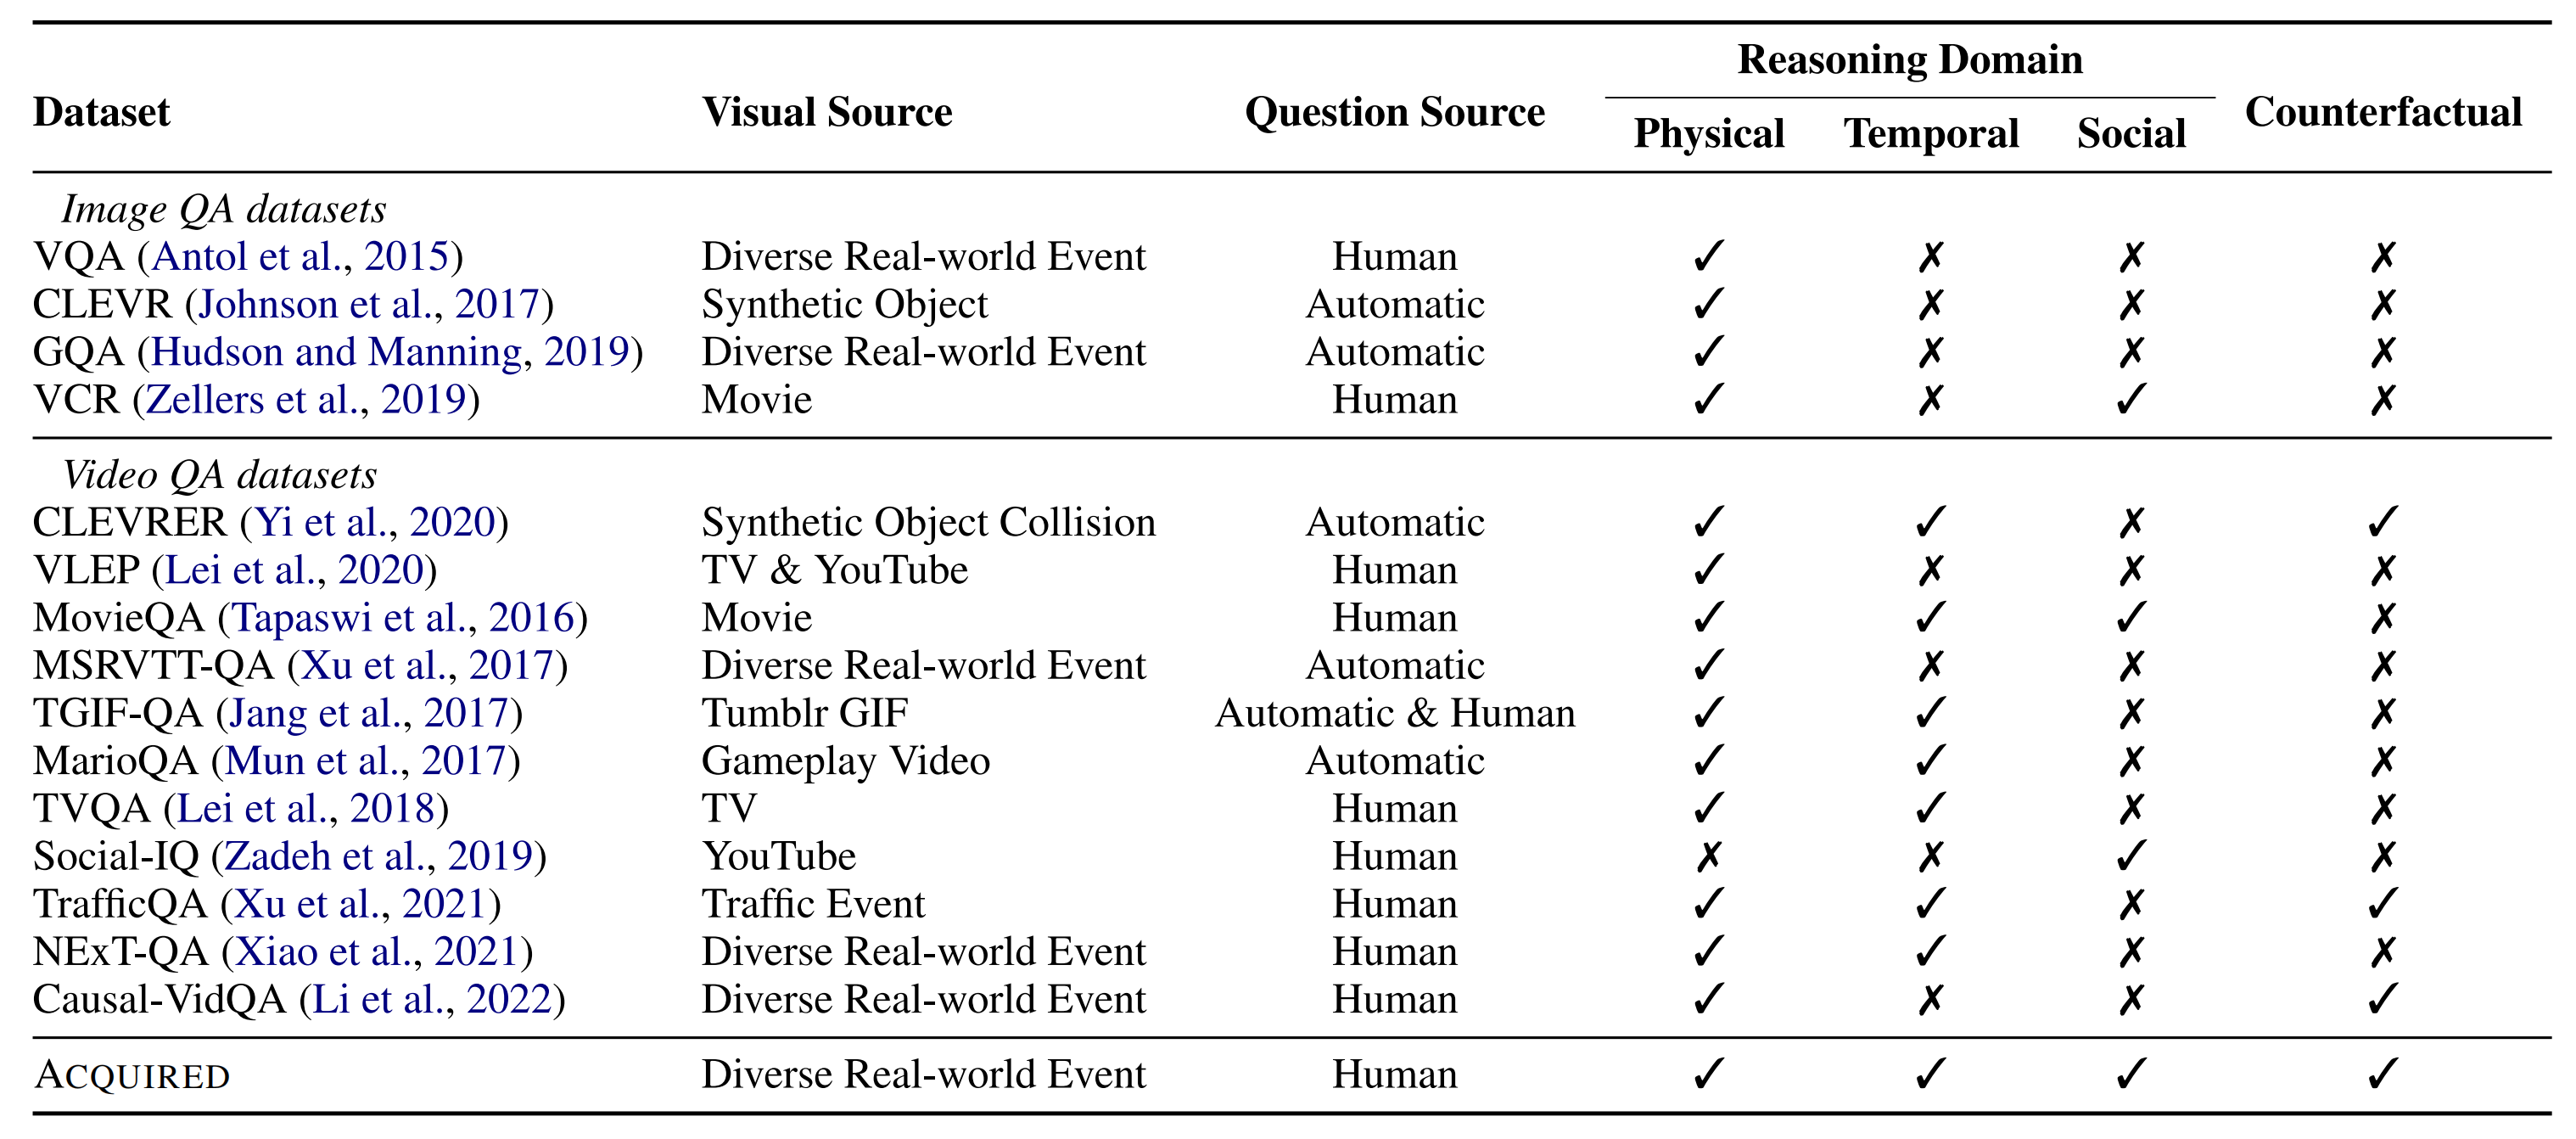 Reasoning Domain
Dataset Visual Source Question Source Counterfactual
Physical Temporal Social
Image QA datasets
VQA (Antol et al., 2015) Diverse Real-world Event Human ✓ ✗ ✗ ✗
CLEVR (Johnson et al., 2017) Synthetic Object Automatic ✓ ✗ ✗ ✗
GQA (Hudson and Manning, 2019) Diverse Real-world Event Automatic ✓ ✗ ✗ ✗
VCR (Zellers et al., 2019) Movie Human ✓ ✗ ✓ ✗
Video QA datasets
CLEVRER (Yi et al., 2020) Synthetic Object Collision Automatic ✓ ✓ ✗ ✓
VLEP (Lei et al., 2020) TV & YouTube Human ✓ ✗ ✗ ✗
MovieQA (Tapaswi et al., 2016) Movie Human ✓ ✓ ✓ ✗
MSRVTT-QA (Xu et al., 2017) Diverse Real-world Event Automatic ✓ ✗ ✗ ✗
TGIF-QA (Jang et al., 2017) Tumblr GIF Automatic & Human ✓ ✓ ✗ ✗
MarioQA (Mun et al., 2017) Gameplay Video Automatic ✓ ✓ ✗ ✗
TVQA (Lei et al., 2018) TV Human ✓ ✓ ✗ ✗
Social-IQ (Zadeh et al., 2019) YouTube Human ✗ ✗ ✓ ✗
TrafficQA (Xu et al., 2021) Traffic Event Human ✓ ✓ ✗ ✓
NExT-QA (Xiao et al., 2021) Diverse Real-world Event Human ✓ ✓ ✗ ✗
Causal-VidQA (Li et al., 2022) Diverse Real-world Event Human ✓ ✗ ✗ ✓
ACQUIRED Diverse Real-world Event Human ✓ ✓ ✓ ✓